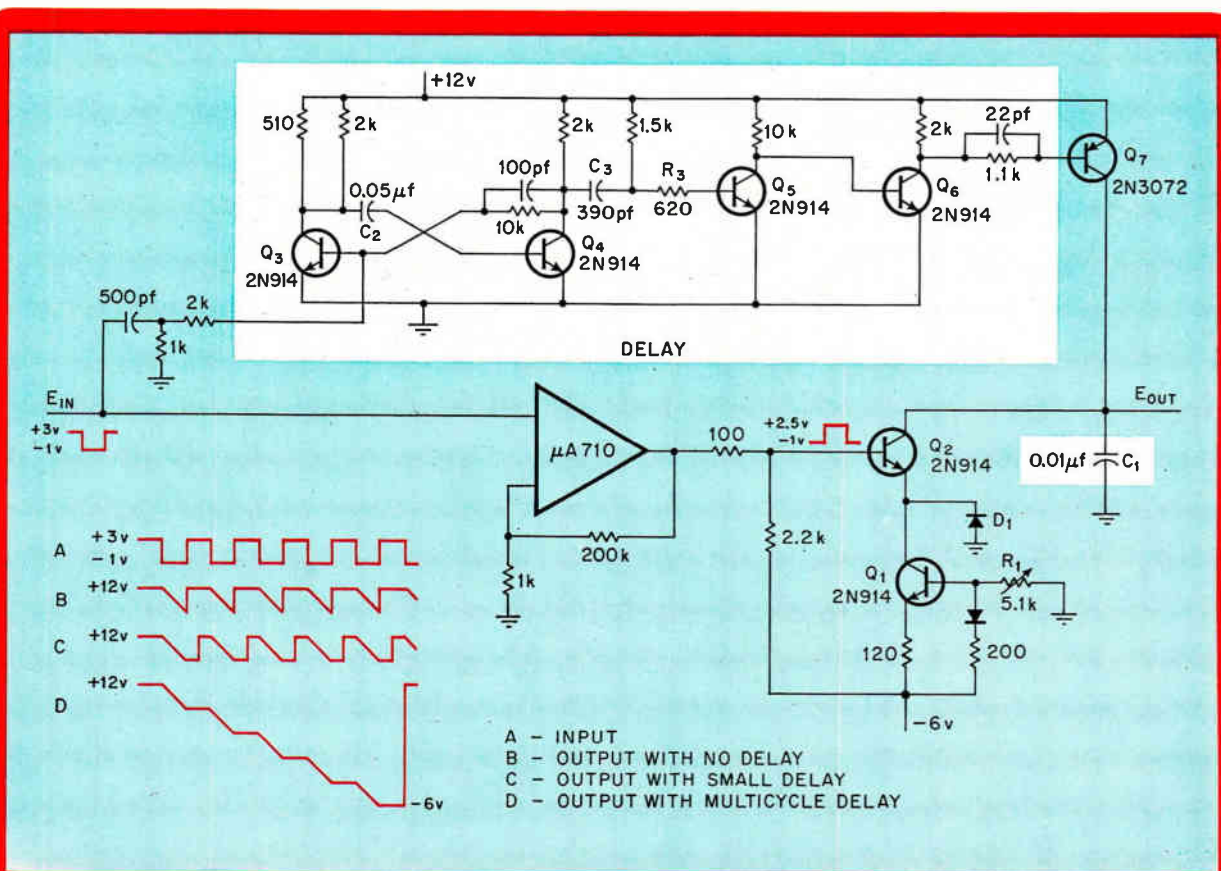 +12v
510
2k
2k
1.5k
10k
2k
22pf
1.1k
Q7
2N3072
100pf
C3
390pf
R3
620
Q5
2N914
Q6
2N914
0.05µf
C2
10k
Q3
2N914
Q4
2N914
500pf
2k
1k
DELAY
EIN
+3v
−1v
µA710
100
+2.5v
−1v
Q2
2N914
EOUT
0.01µf
C1
D1
200k
1k
2.2k
Q1
2N914
R1
5.1k
120
200
−6v
A
+3v
−1v
B
+12v
C
+12v
D
+12v
−6v
A – INPUT
B – OUTPUT WITH NO DELAY
C – OUTPUT WITH SMALL DELAY
D – OUTPUT WITH MULTICYCLE DELAY